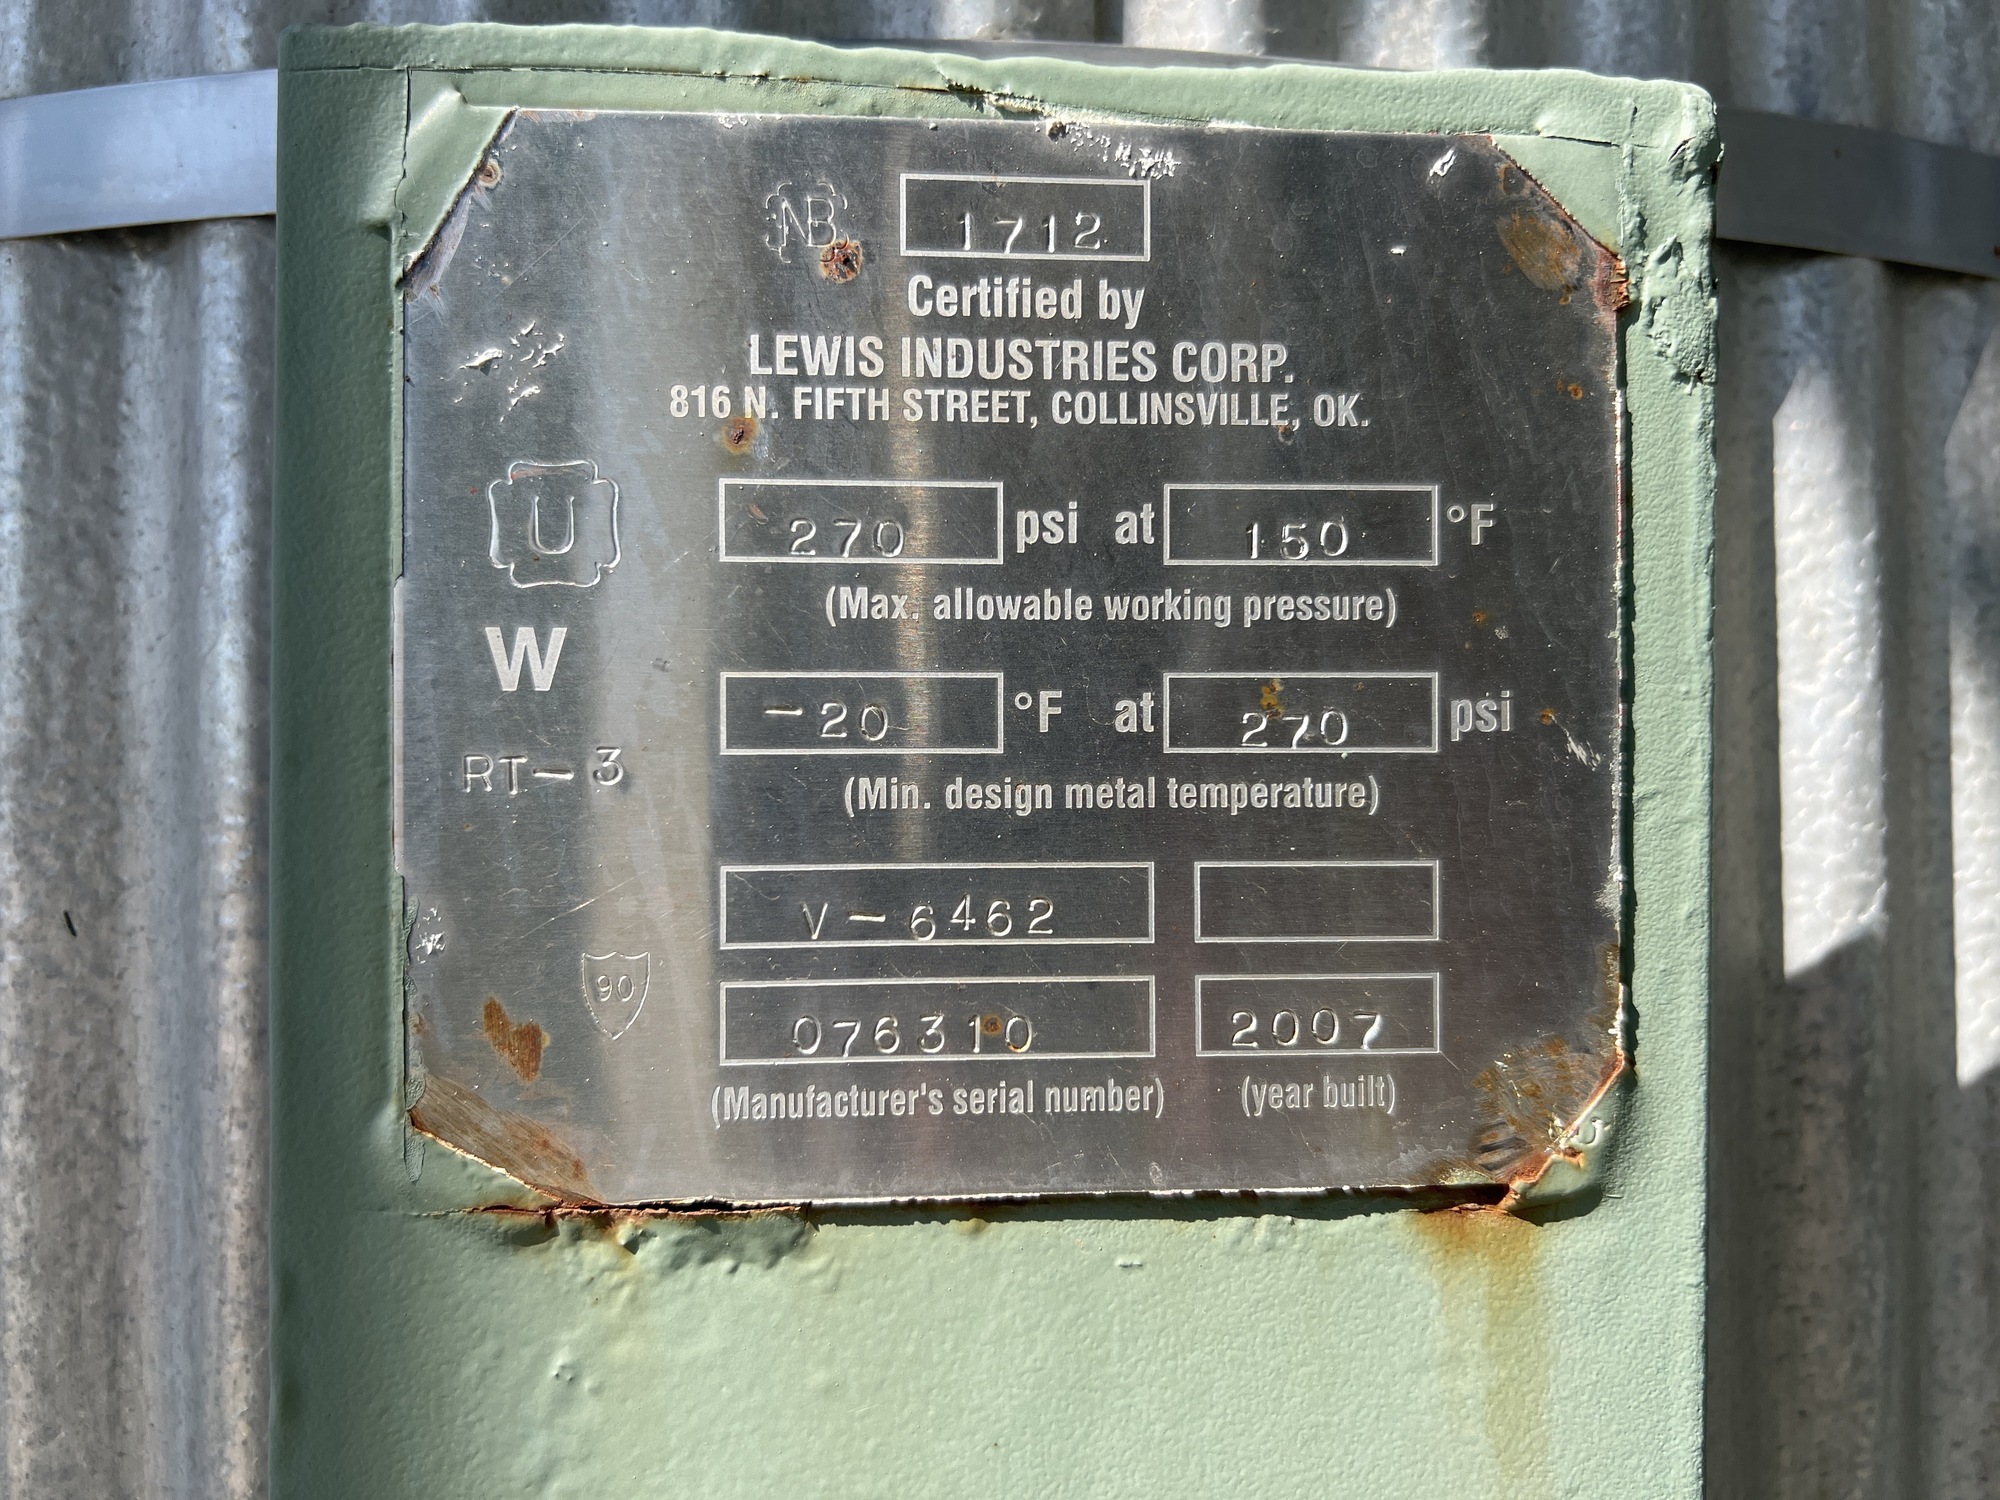 NB 1712
Certified by
LEWIS INDUSTRIES CORP.
816 N. FIFTH STREET, COLLINSVILLE, OK.
U
270 psi at 150 °F
(Max. allowable working pressure)
W
-20 °F at 270 psi
RT-3
(Min. design metal temperature)
V-6462
90
076310 2007
(Manufacturer's serial number) (year built)